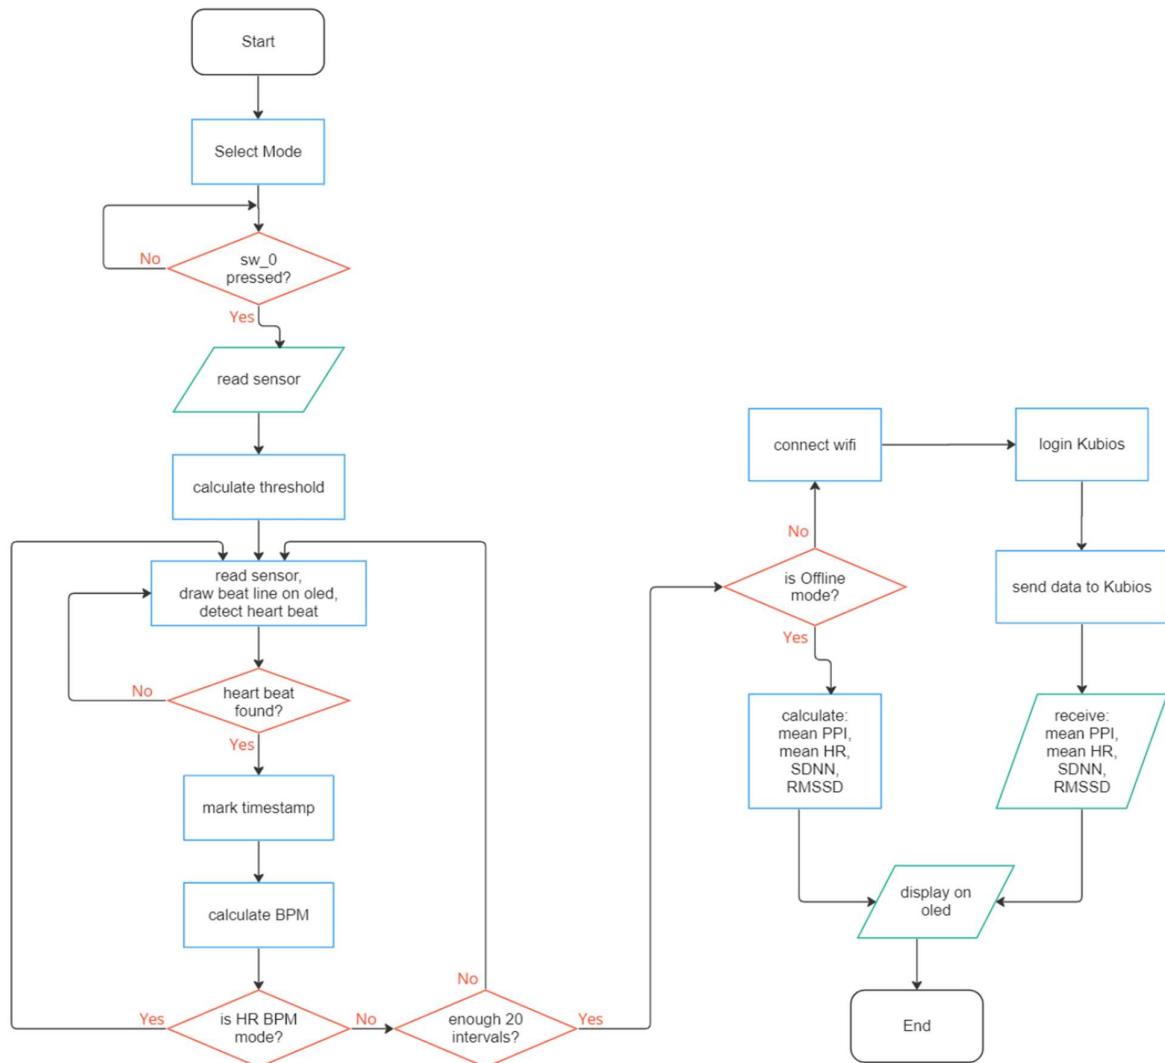 Start
Select Mode
No
sw_0
pressed?
Yes
read sensor
calculate threshold
read sensor,
draw beat line on oled,
detect heart beat
No
heart beat
found?
Yes
mark timestamp
calculate BPM
Yes
is HR BPM
mode?
No
No
enough 20
intervals?
Yes
connect wifi
login Kubios
No
is Offline
mode?
Yes
send data to Kubios
calculate:
mean PPI,
mean HR,
SDNN,
RMSSD
receive:
mean PPI,
mean HR,
SDNN,
RMSSD
display on
oled
End